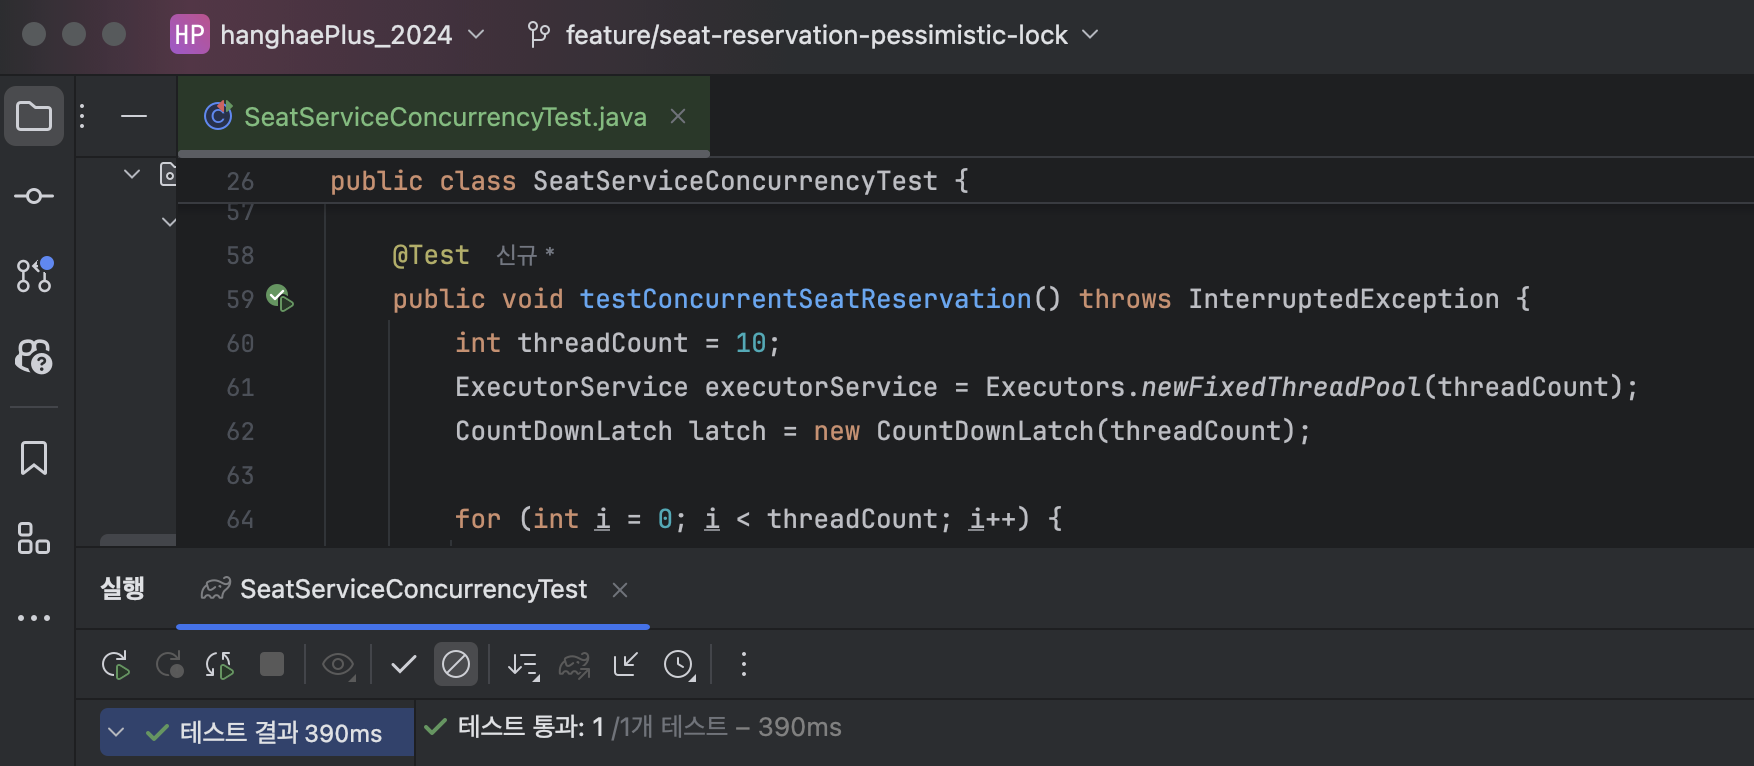 HP hanghaePlus_2024 feature/seat-reservation-pessimistic-lock
SeatServiceConcurrencyTest.java
26 public class SeatServiceConcurrencyTest {
57
58 @Test 신규 *
59 public void testConcurrentSeatReservation() throws InterruptedException {
60 int threadCount = 10;
61 ExecutorService executorService = Executors.newFixedThreadPool(threadCount);
62 CountDownLatch latch = new CountDownLatch(threadCount);
63
64 for (int i = 0; i < threadCount; i++) {
실행 SeatServiceConcurrencyTest
테스트 결과 390ms
테스트 통과: 1 /1개 테스트 – 390ms